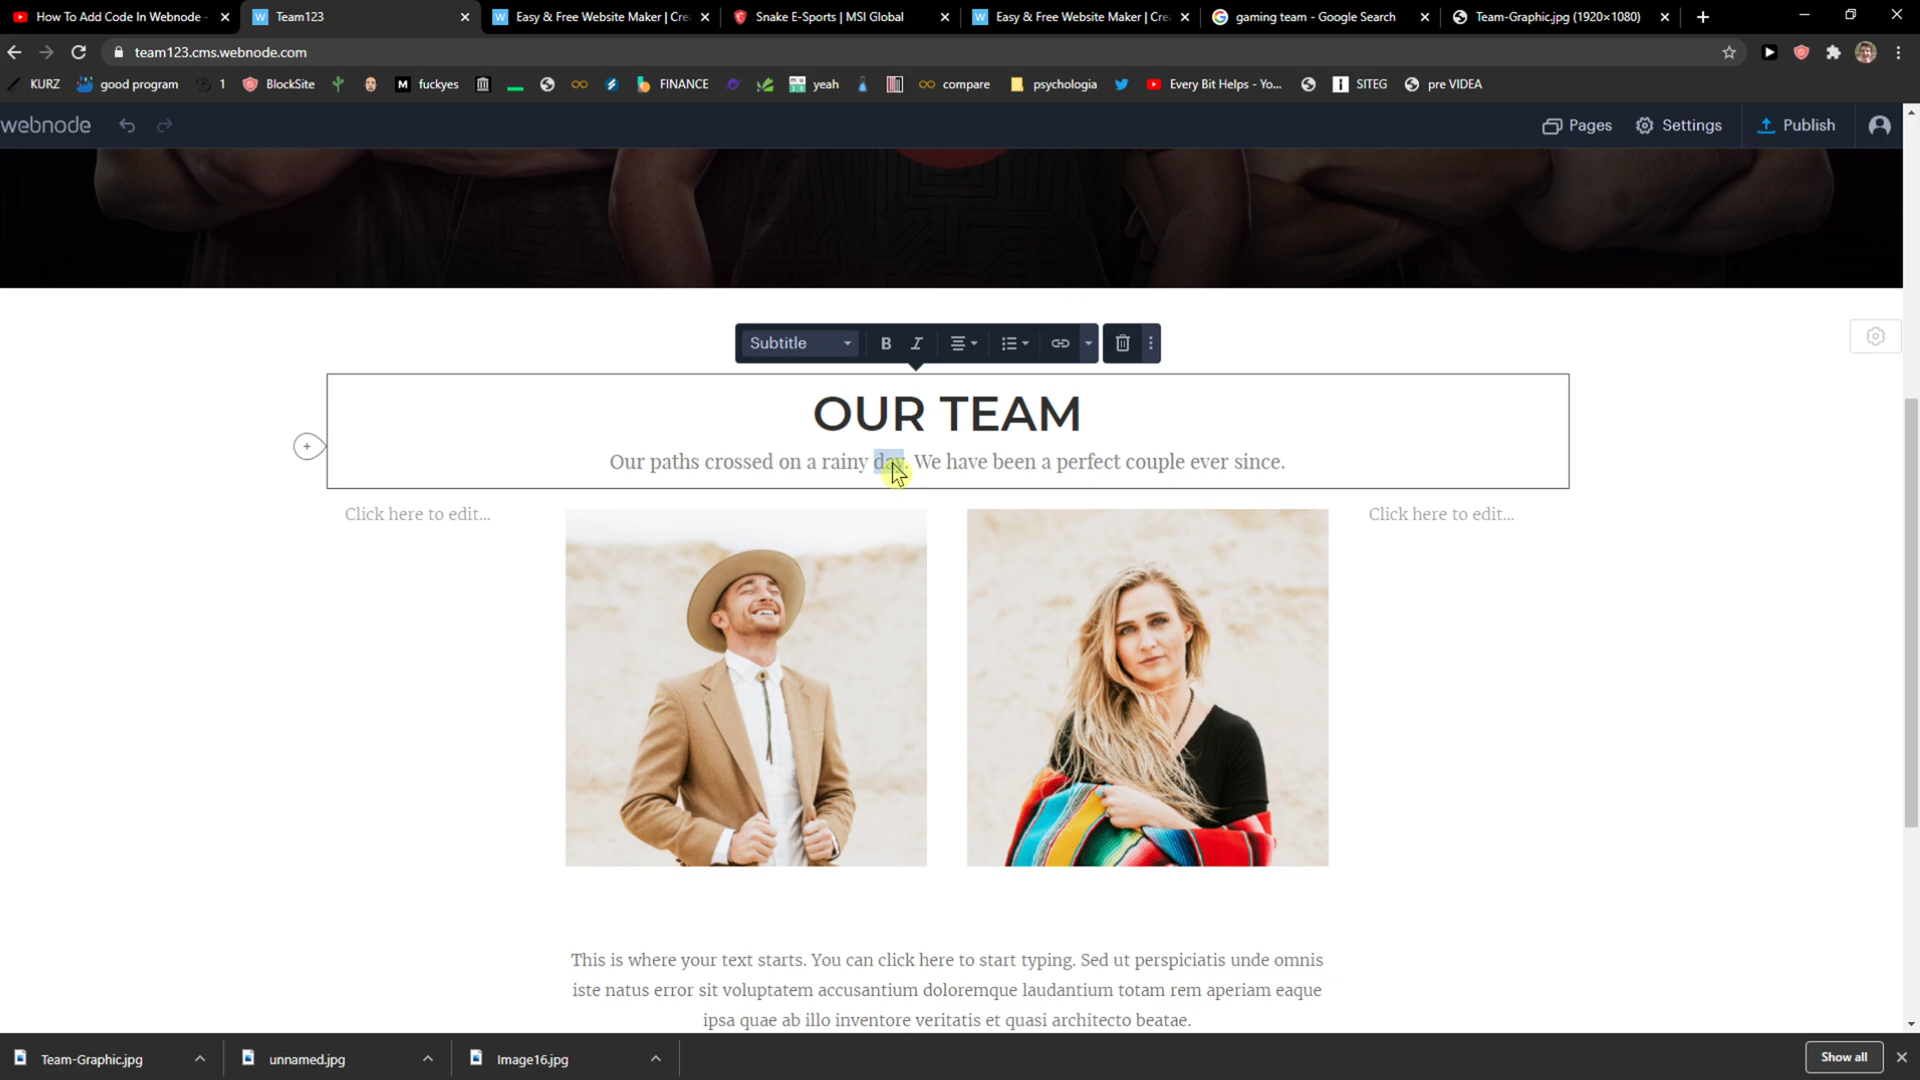 How To Add Code In Webnode -
Team123
Easy & Free Website Maker | Cre
Snake E-Sports | MSI Global
Easy & Free Website Maker | Cre
gaming team - Google Search
Team-Graphic.jpg (1920×1080)
team123.cms.webnode.com
KURZ
good program
1
BlockSite
fuckyes
FINANCE
yeah
compare
psychologia
Every Bit Helps - Yo...
SITEG
pre VIDEA
webnode
Pages
Settings
Publish
Subtitle
B
I
OUR TEAM
Our paths crossed on a rainy day. We have been a perfect couple ever since.
Click here to edit...
Click here to edit...
This is where your text starts. You can click here to start typing. Sed ut perspiciatis unde omnis
iste natus error sit voluptatem accusantium doloremque laudantium totam rem aperiam eaque
ipsa quae ab illo inventore veritatis et quasi architecto beatae.
Team-Graphic.jpg
unnamed.jpg
Image16.jpg
Show all